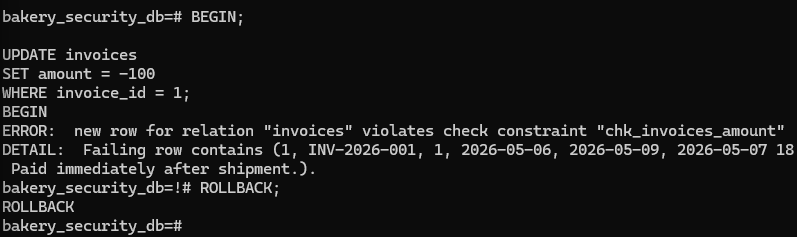 bakery_security_db=# BEGIN;
UPDATE invoices
SET amount = -100
WHERE invoice_id = 1;
BEGIN
ERROR:  new row for relation "invoices" violates check constraint "chk_invoices_amount"
DETAIL:  Failing row contains (1, INV-2026-001, 1, 2026-05-06, 2026-05-09, 2026-05-07 18
 Paid immediately after shipment.).
bakery_security_db=!# ROLLBACK;
ROLLBACK
bakery_security_db=#